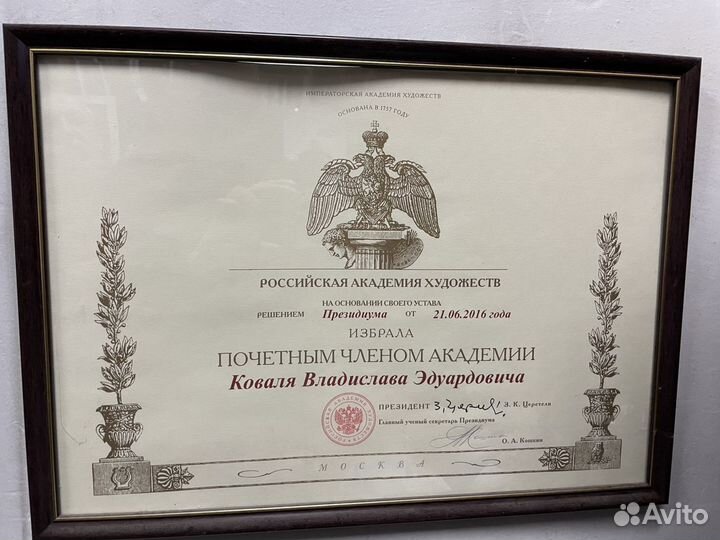 ИМПЕРАТОРСКАЯ АКАДЕМИЯ ХУДОЖЕСТВ
ОСНОВАНА В 1757 ГОДУ
РОССИЙСКАЯ АКАДЕМИЯ ХУДОЖЕСТВ
НА ОСНОВАНИИ СВОЕГО УСТАВА
РЕШЕНИЕМ Президиума ОТ 21.06.2016 года
ИЗБРАЛА
ПОЧЕТНЫМ ЧЛЕНОМ АКАДЕМИИ
Коваля Владислава Эдуардовича
ПРЕЗИДЕНТ З. К. Церетели
Главный ученый секретарь Президиума
О. А. Кошкин
МОСКВА
Avito